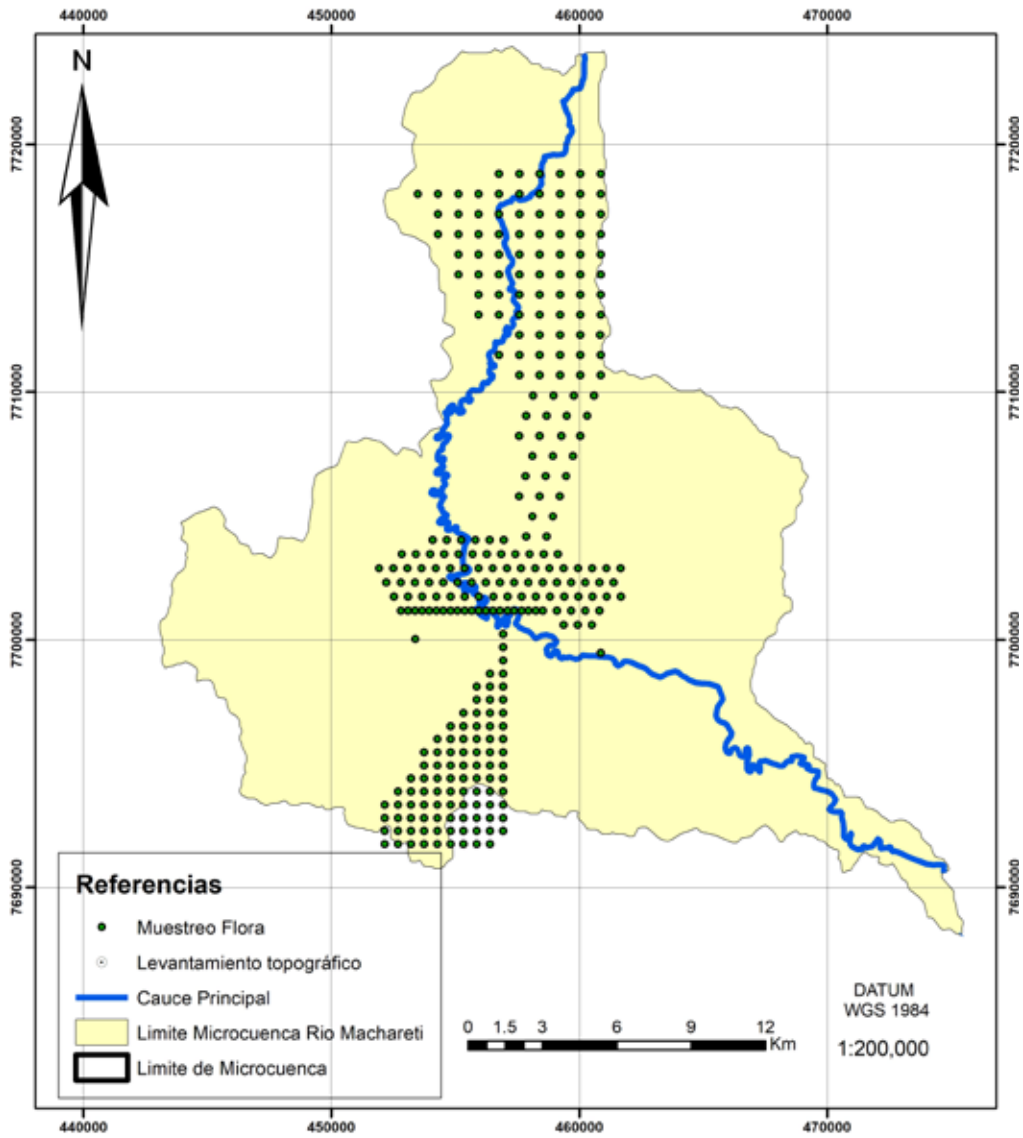 440000 450000 460000 470000
N
7720000 7720000
7710000 7710000
7700000 7700000
7690000 7690000
Referencias
Muestreo Flora
Levantamiento topográfico
Cauce Principal
Limite Microcuenca Rio Machareti
Limite de Microcuenca
0 1.5 3 6 9 12
Km
DATUM
WGS 1984
1:200,000
440000 450000 460000 470000